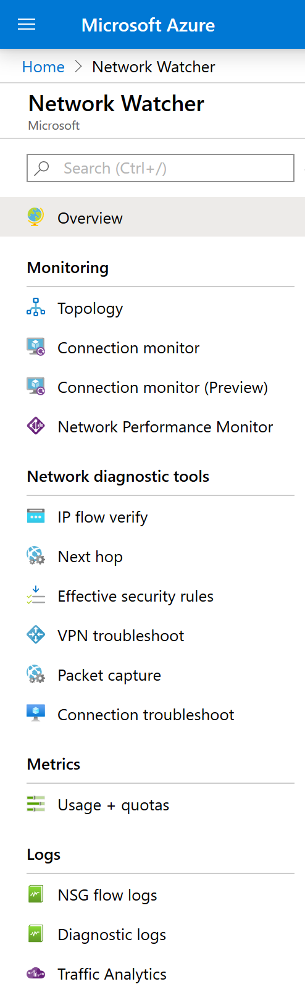 Microsoft Azure
Home > Network Watcher
Network Watcher
Microsoft
Search (Ctrl+/)
Overview
Monitoring
Topology
Connection monitor
Connection monitor (Preview)
Network Performance Monitor
Network diagnostic tools
IP flow verify
Next hop
Effective security rules
VPN troubleshoot
Packet capture
Connection troubleshoot
Metrics
Usage + quotas
Logs
NSG flow logs
Diagnostic logs
Traffic Analytics